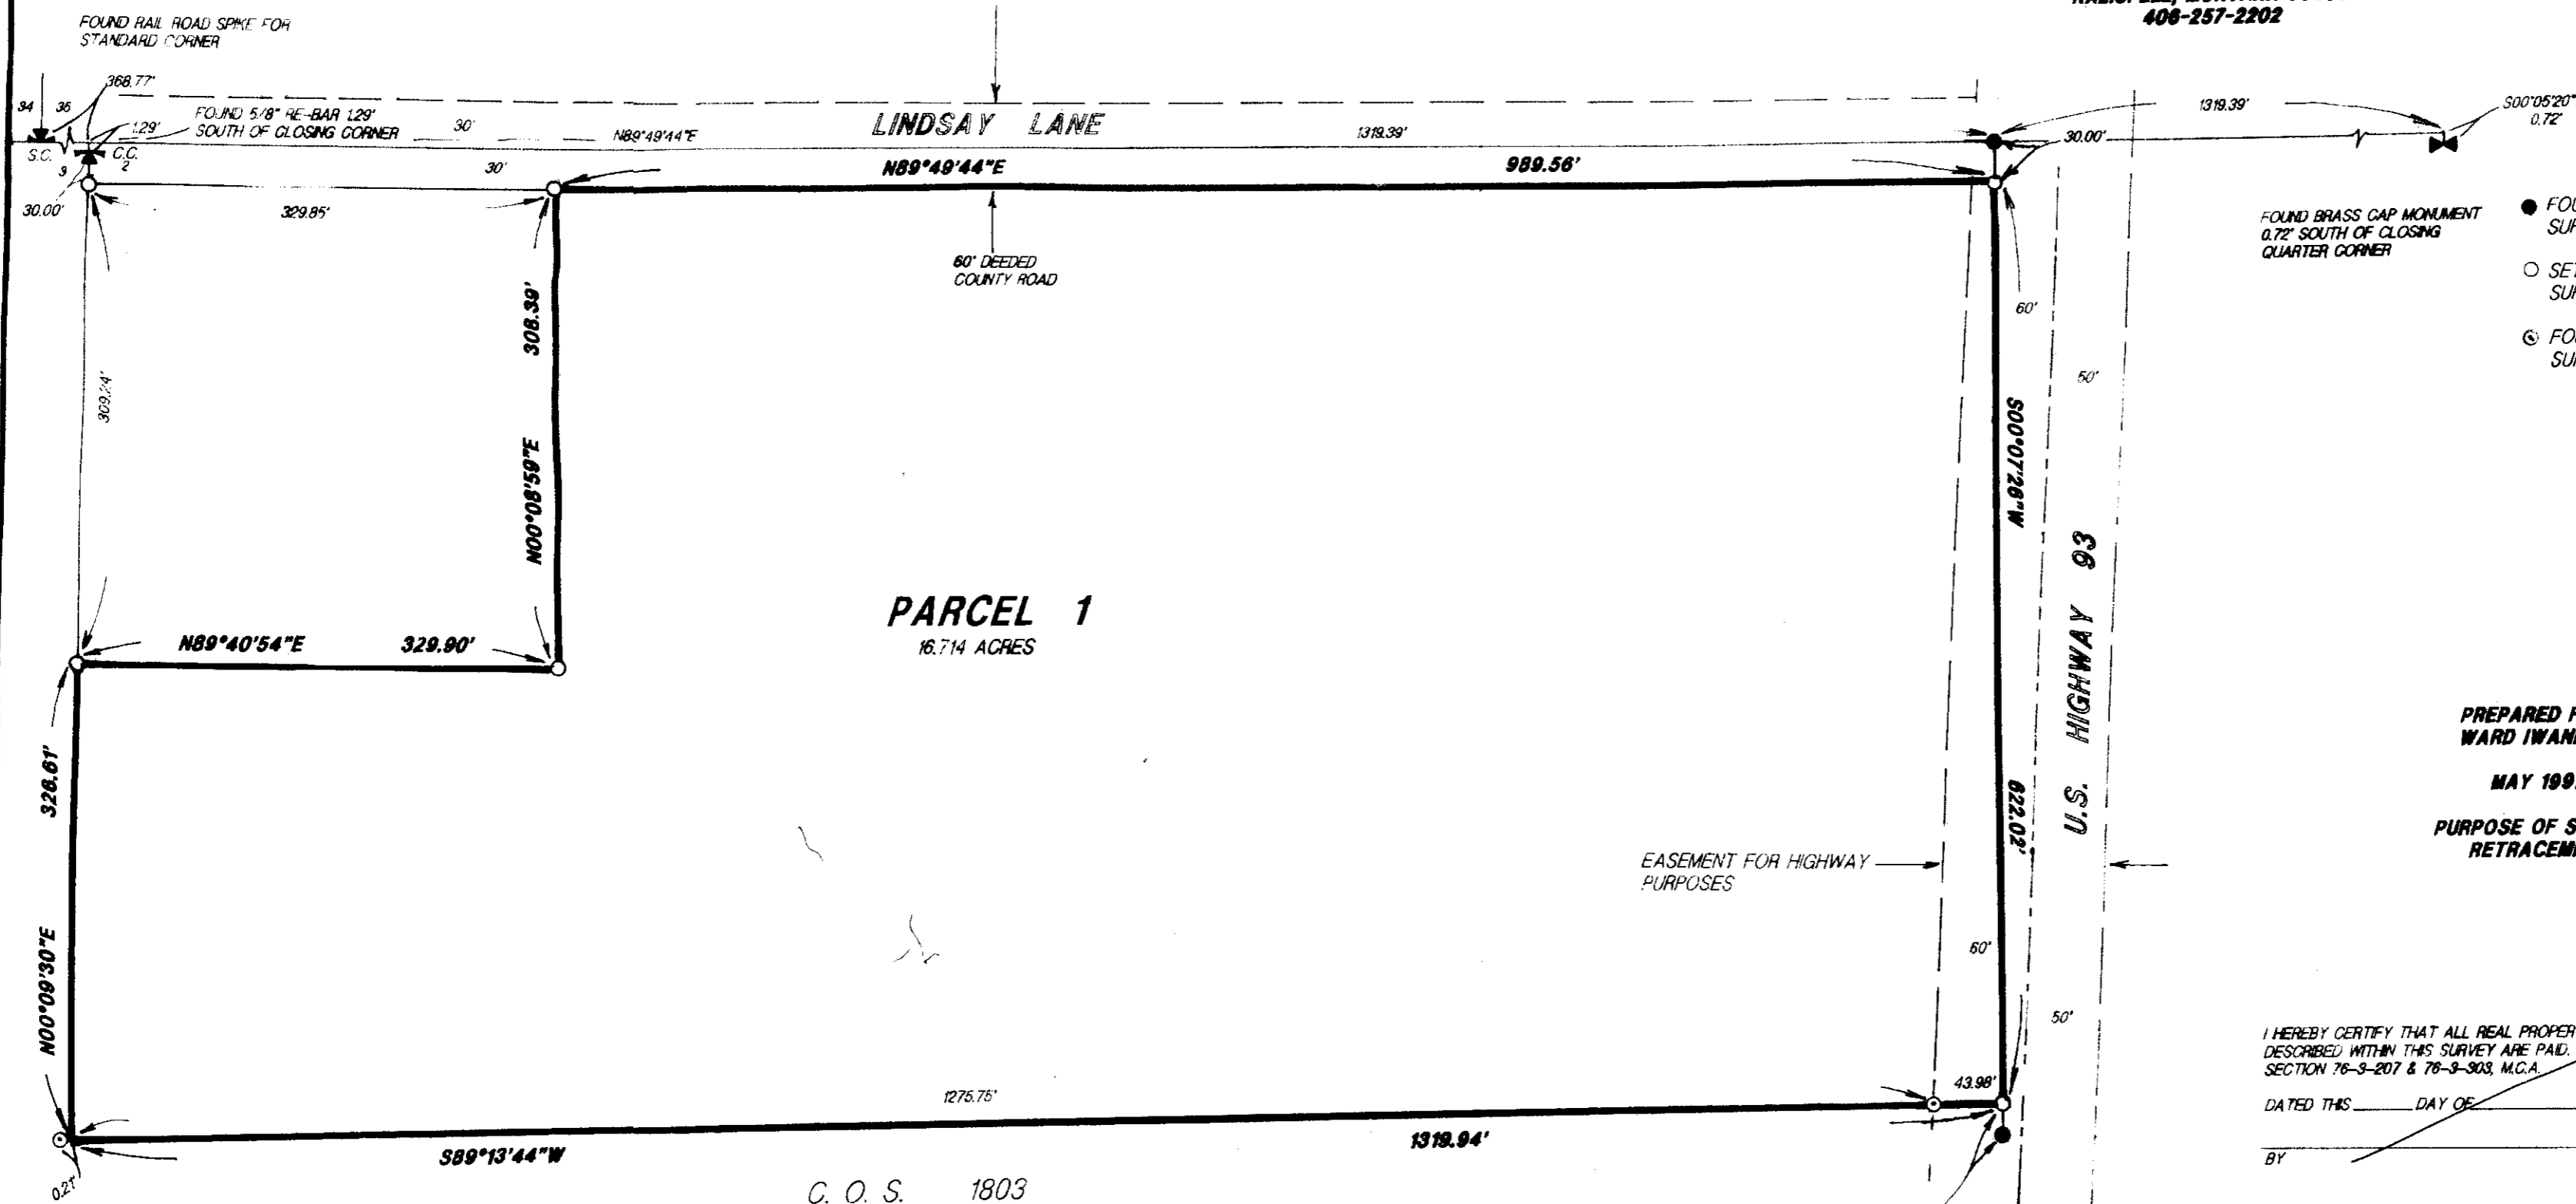 406-257-2202
FOUND RAIL ROAD SPIKE FOR
STANDARD CORNER
368.77'
34 35
1.29'
FOUND 5/8" RE-BAR 1.29'
SOUTH OF CLOSING CORNER
30'
N89°49'44"E
LINDSAY LANE
1319.39'
1319.39'
S00°05'20"
0.72'
30.00'
S.C.
C.C.
3
2
30'
N89°49'44"E
989.56'
30.00'
329.85'
60' DEEDED
COUNTY ROAD
FOUND BRASS CAP MONUMENT
0.72' SOUTH OF CLOSING
QUARTER CORNER
308.39'
N00°08'59"E
309.24'
60'
50'
S00°07'26"W
622.02'
U.S. HIGHWAY 93
PARCEL 1
16.714 ACRES
N89°40'54"E
329.90'
326.61'
N00°09'30"E
PREPARED
MAY
PURPOSE OF
EASEMENT FOR HIGHWAY
PURPOSES
60'
50'
43.98'
1275.75'
S89°13'44"W
1319.94'
0.21'
C. O. S. 1803
I HEREBY CERTIFY THAT ALL REAL
DESCRIBED WITHIN THIS SURVEY ARE PAID.
SECTION 76-3-207 & 76-3-303, M.C.A.
DATED THIS DAY OF
BY